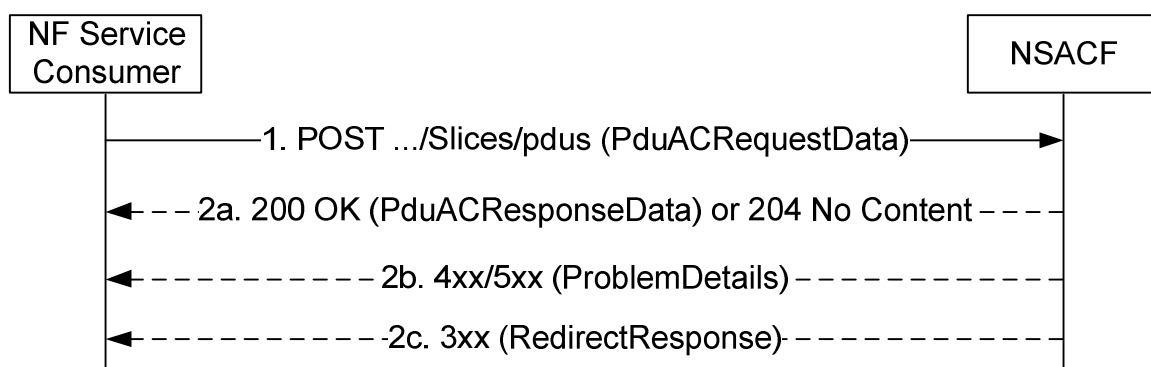 NF Service
Consumer
NSACF
1. POST .../Slices/pdus (PduACRequestData)
2a. 200 OK (PduACResponseData) or 204 No Content
2b. 4xx/5xx (ProblemDetails)
2c. 3xx (RedirectResponse)